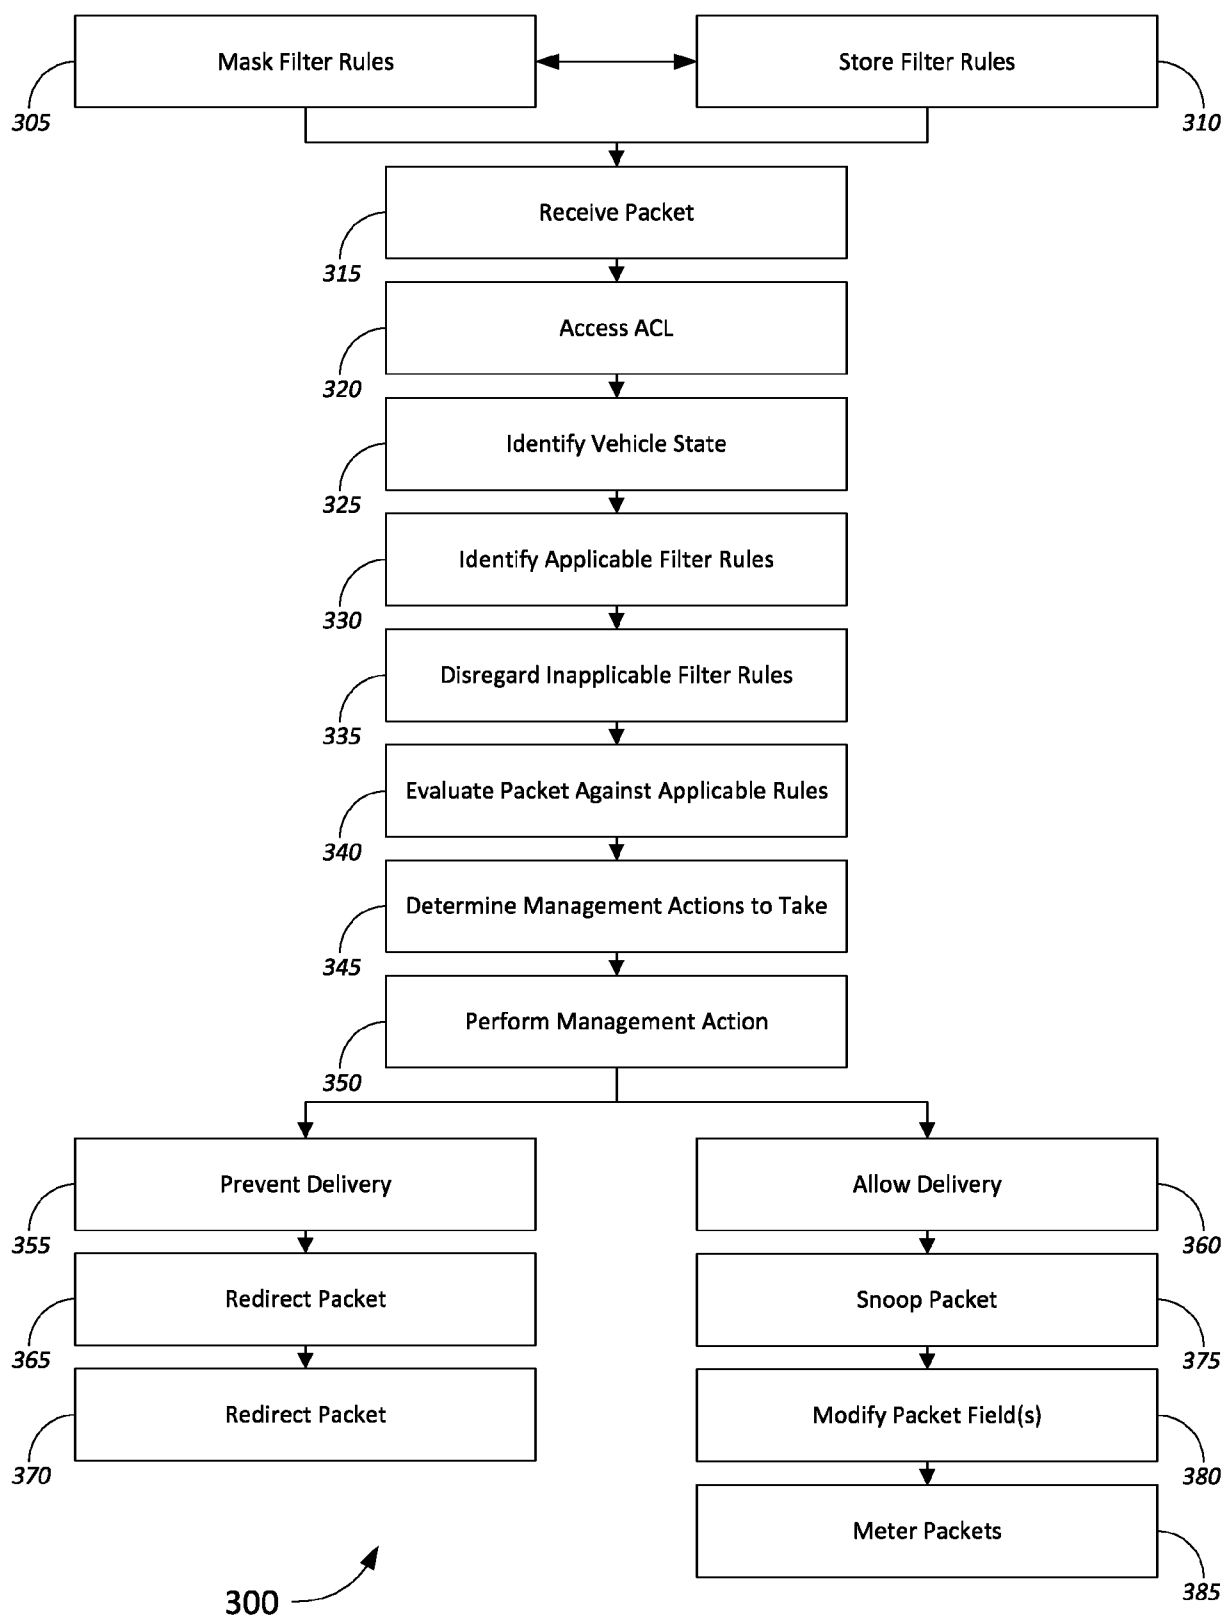 Mask Filter Rules
Store Filter Rules
305
310
Receive Packet
315
Access ACL
320
Identify Vehicle State
325
Identify Applicable Filter Rules
330
Disregard Inapplicable Filter Rules
335
Evaluate Packet Against Applicable Rules
340
Determine Management Actions to Take
345
Perform Management Action
350
Prevent Delivery
Allow Delivery
355
360
Redirect Packet
Snoop Packet
365
375
Redirect Packet
Modify Packet Field(s)
370
380
Meter Packets
385
300